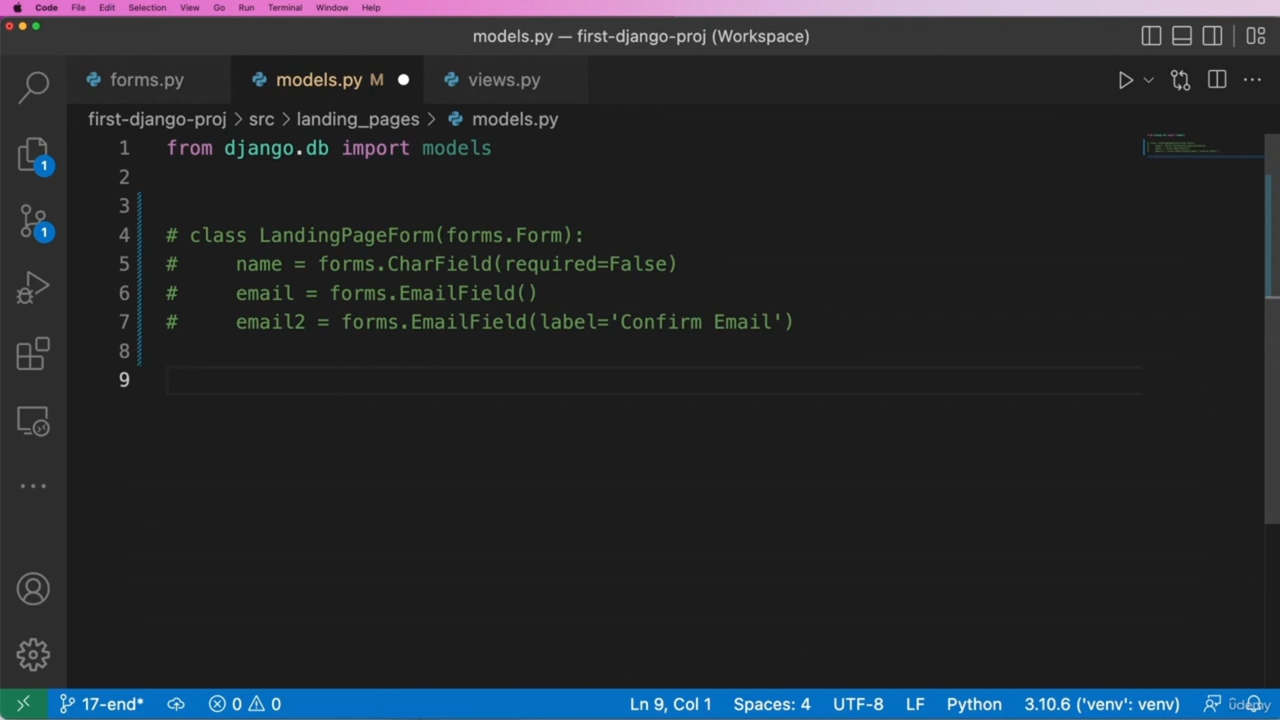 Code File Edit Selection View Go Run Terminal Window Help
models.py — first-django-proj (Workspace)
forms.py models.py M views.py
first-django-proj > src > landing_pages > models.py
1 from django.db import models
2
3
4 # class LandingPageForm(forms.Form):
5 #     name = forms.CharField(required=False)
6 #     email = forms.EmailField()
7 #     email2 = forms.EmailField(label='Confirm Email')
8
9
1
1
17-end* 0 0 Ln 9, Col 1 Spaces: 4 UTF-8 LF Python 3.10.6 ('venv': venv)
ûdemy